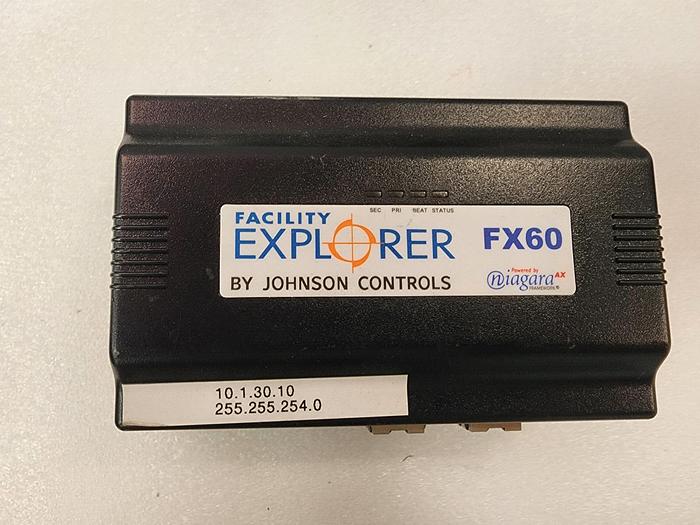 SEC PRI BEAT STATUS
FACILITY
EXPLORER FX60
BY JOHNSON CONTROLS
Powered by
niagara AX
FRAMEWORK®
10.1.30.10
255.255.254.0